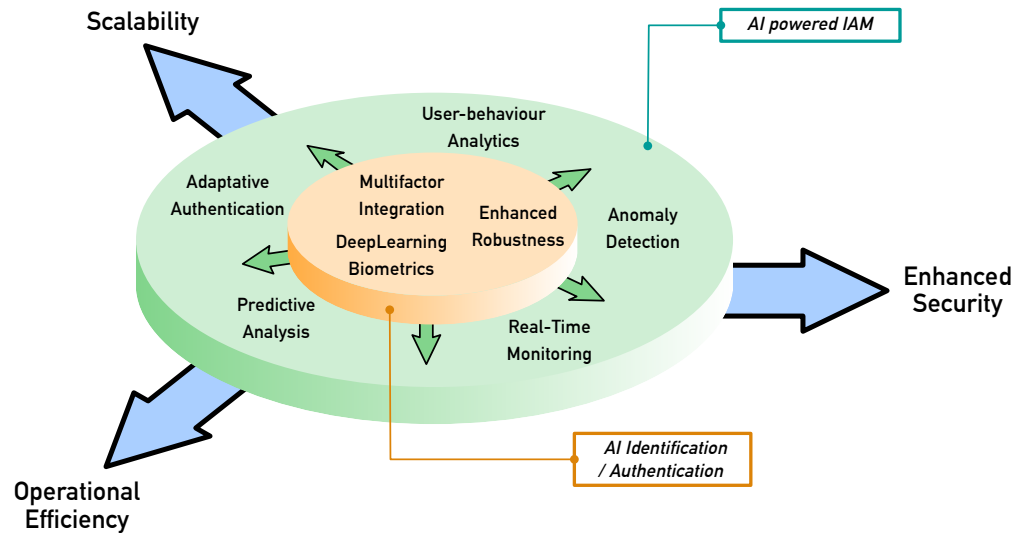 Scalability
AI powered IAM
User-behaviour
Analytics
Adaptative
Authentication
Multifactor
Integration
Enhanced
Robustness
Anomaly
Detection
DeepLearning
Biometrics
Enhanced
Security
Predictive
Analysis
Real-Time
Monitoring
AI Identification
/ Authentication
Operational
Efficiency